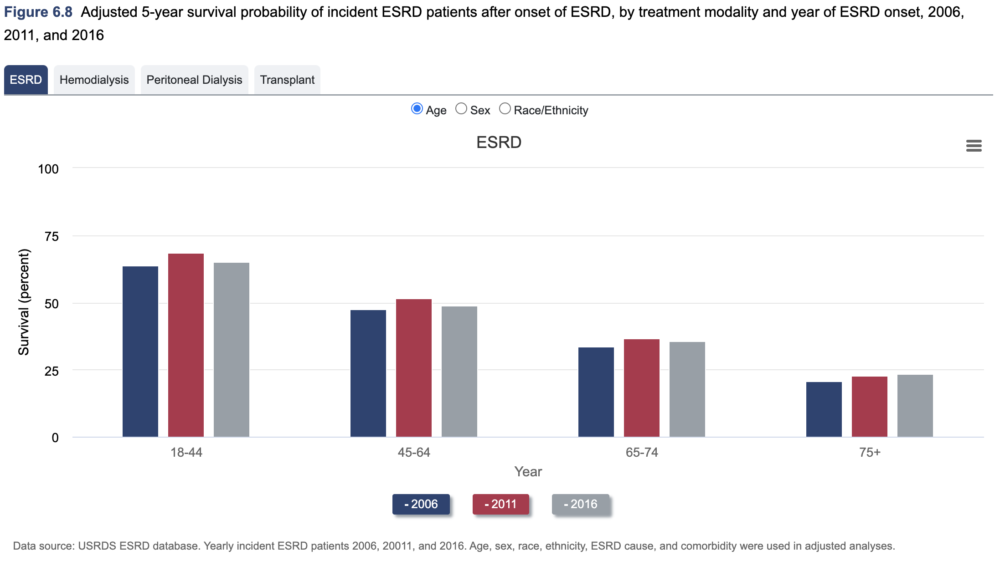 Figure 6.8 Adjusted 5-year survival probability of incident ESRD patients after onset of ESRD, by treatment modality and year of ESRD onset, 2006,
2011, and 2016
ESRD Hemodialysis Peritoneal Dialysis Transplant
Age Sex Race/Ethnicity
ESRD
100
75
50
25
0
Survival (percent)
18-44 45-64 65-74 75+
Year
- 2006 - 2011 - 2016
Data source: USRDS ESRD database. Yearly incident ESRD patients 2006, 20011, and 2016. Age, sex, race, ethnicity, ESRD cause, and comorbidity were used in adjusted analyses.